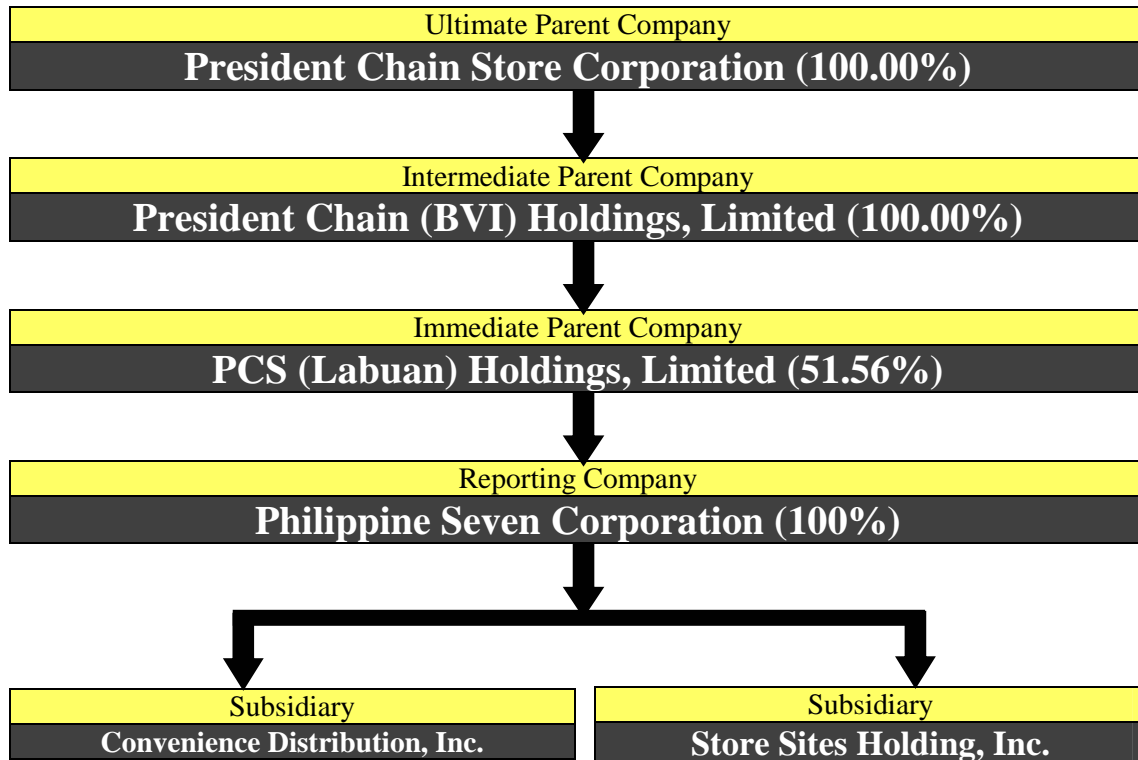 Ultimate Parent Company
President Chain Store Corporation (100.00%)
Intermediate Parent Company
President Chain (BVI) Holdings, Limited (100.00%)
Immediate Parent Company
PCS (Labuan) Holdings, Limited (51.56%)
Reporting Company
Philippine Seven Corporation (100%)
Subsidiary
Convenience Distribution, Inc.
Subsidiary
Store Sites Holding, Inc.